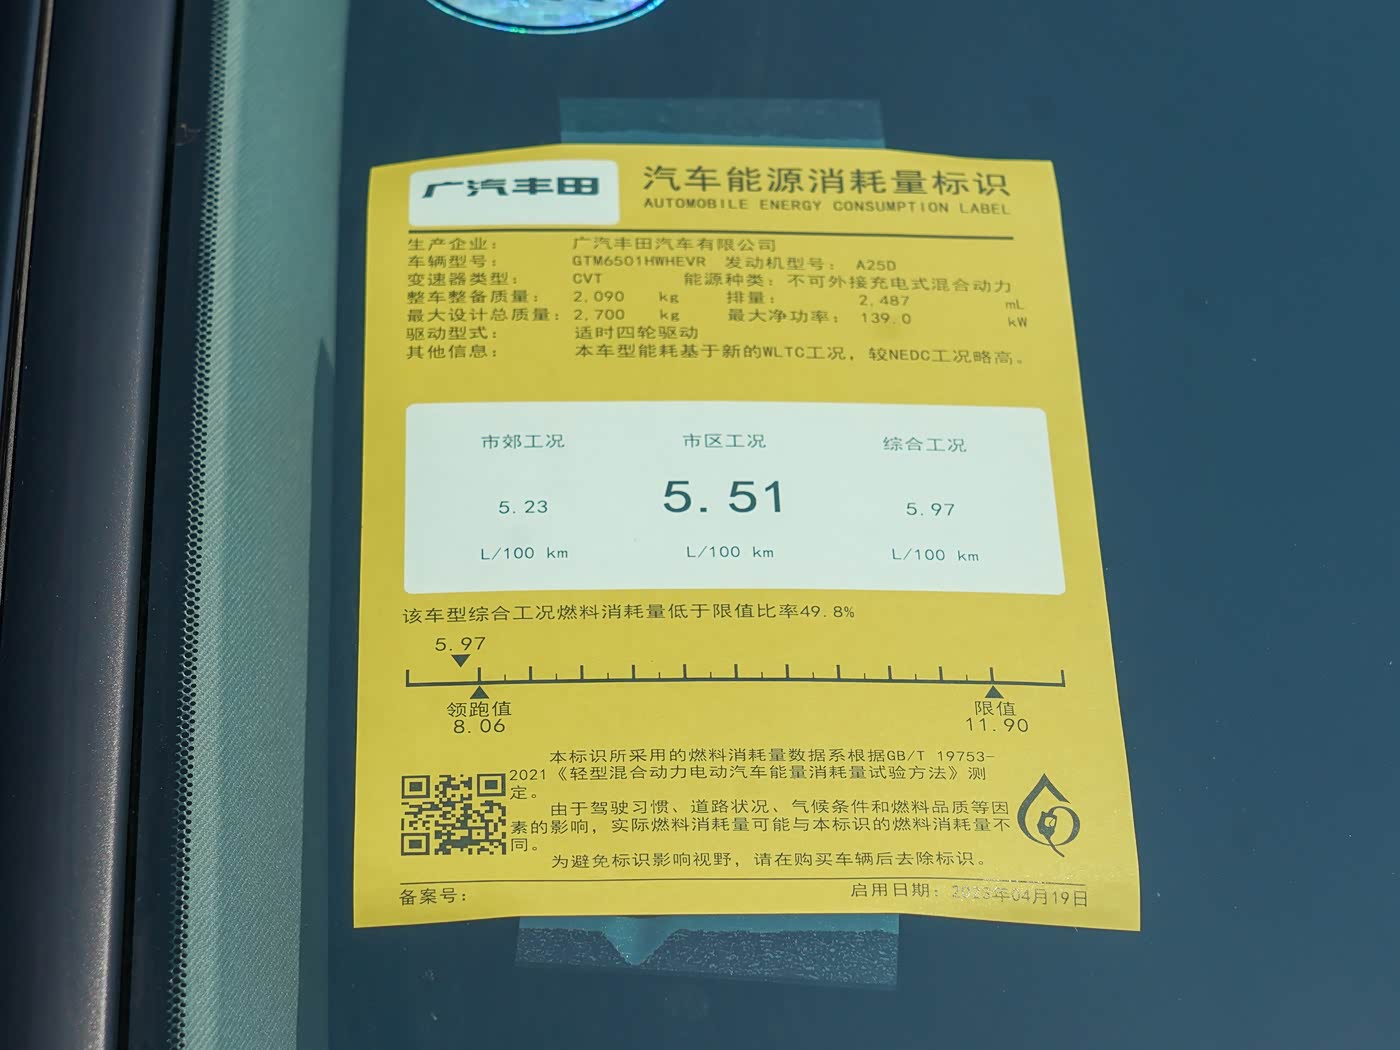 广汽丰田
汽车能源消耗量标识
AUTOMOBILE ENERGY CONSUMPTION LABEL
生产企业： 广汽丰田汽车有限公司
车辆型号： GTM6501HWHEVR 发动机型号： A25D
变速器类型： CVT 能源种类：不可外接充电式混合动力
整车整备质量： 2,090 kg 排量： 2,487 mL
最大设计总质量：2,700 kg 最大净功率： 139.0 kW
驱动型式： 适时四轮驱动
其他信息： 本车型能耗基于新的WLTC工况，较NEDC工况略高。
市郊工况 市区工况 综合工况
5.23 5.51 5.97
L/100 km L/100 km L/100 km
该车型综合工况燃料消耗量低于限值比率49.8%
5.97
领跑值 限值
8.06 11.90
本标识所采用的燃料消耗量数据系根据GB/T 19753-
2021《轻型混合动力电动汽车能量消耗量试验方法》测
定。
由于驾驶习惯、道路状况、气候条件和燃料品质等因
素的影响，实际燃料消耗量可能与本标识的燃料消耗量不
同。
为避免标识影响视野，请在购买车辆后去除标识。
备案号： 启用日期：2023年04月19日